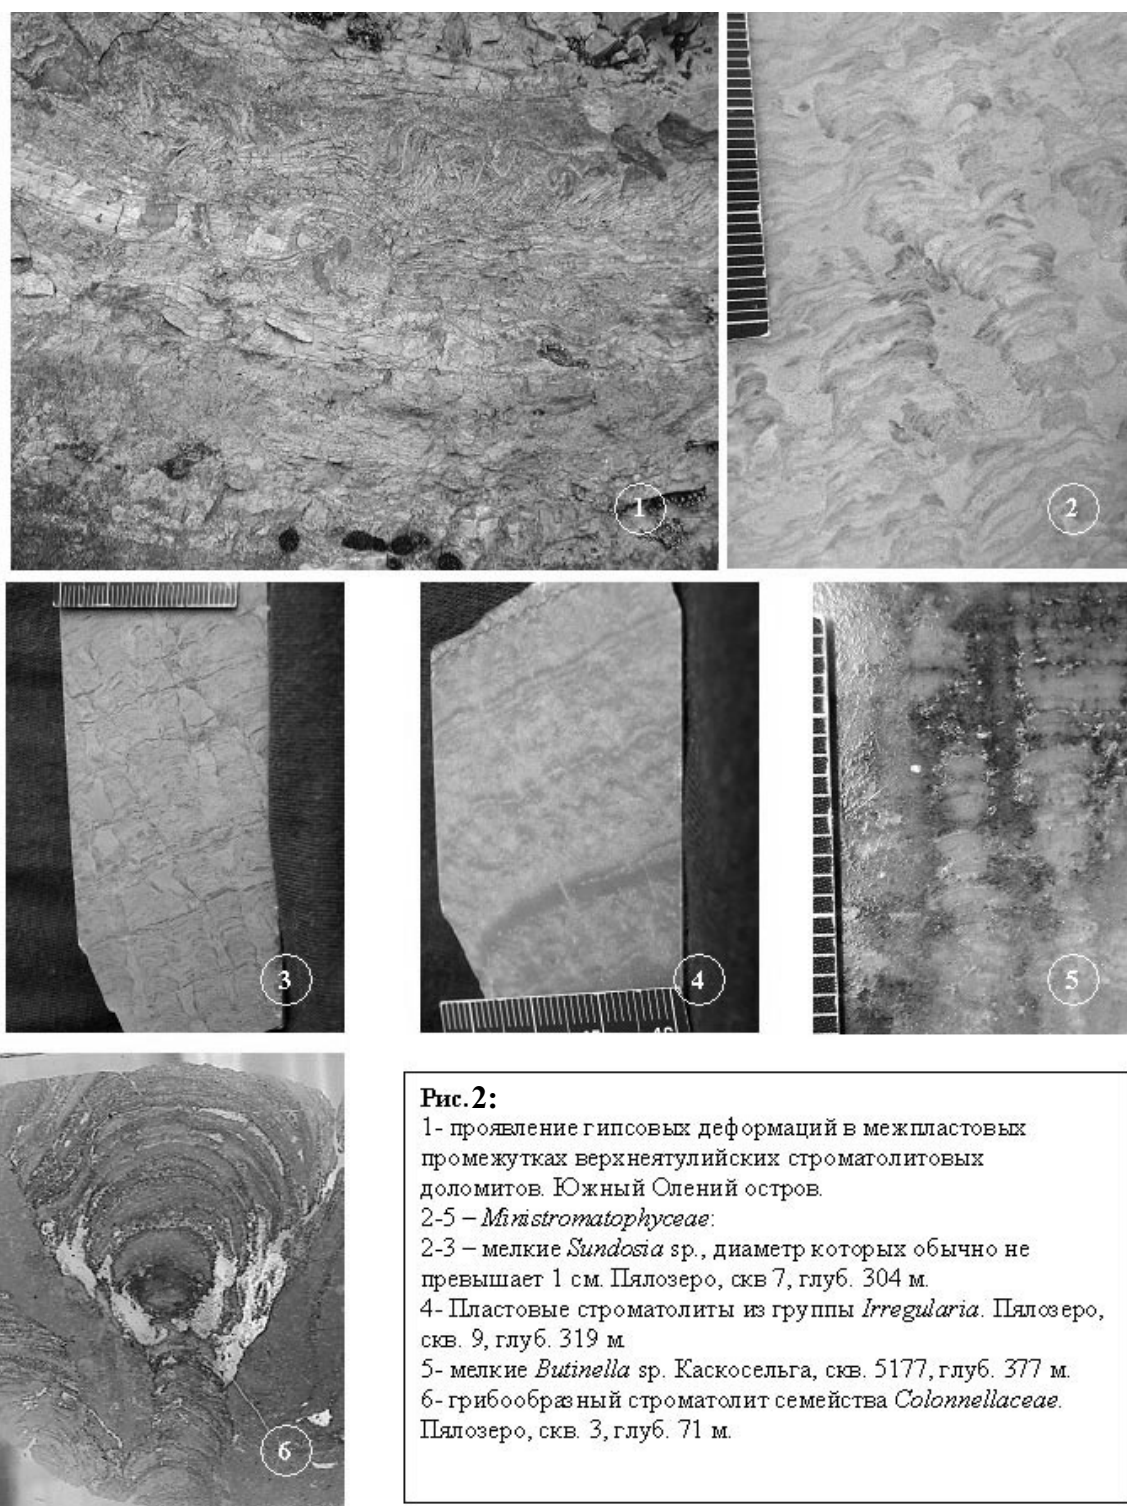 1
2
3
4
5
6
Рис.2:
1- проявление гипсовых деформаций в межпластовых
промежутках верхнеятулийских строматолитовых
доломитов. Южный Олений остров.
2-5 – Ministromatophyceae:
2-3 – мелкие Sundosia sp., диаметр которых обычно не
превышает 1 см. Пялозеро, скв 7, глуб. 304 м.
4- Пластовые строматолиты из группы Irregularia. Пялозеро,
скв. 9, глуб. 319 м
5- мелкие Butinella sp. Каскосельга, скв. 5177, глуб. 377 м.
6- грибообразный строматолит семейства Colonnellaceae.
Пялозеро, скв. 3, глуб. 71 м.